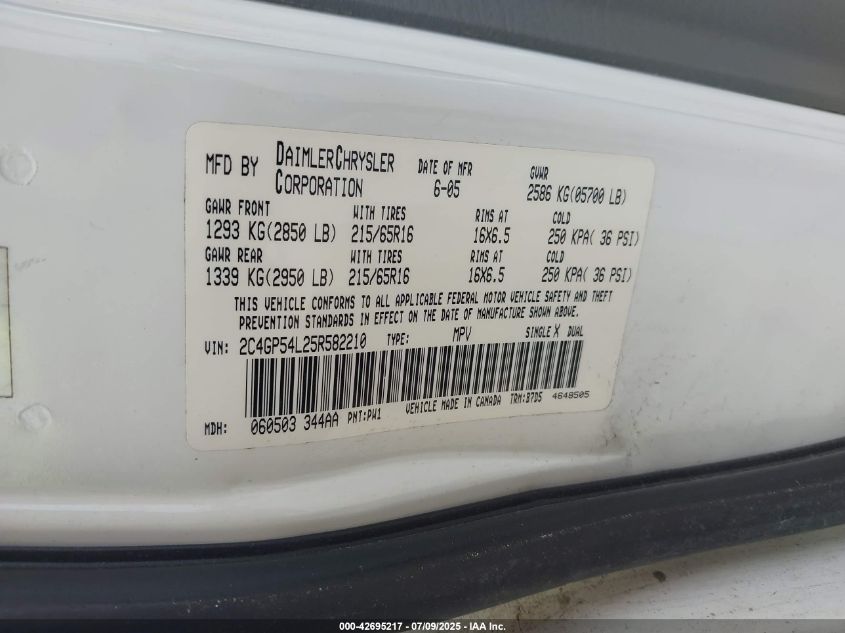 MFD BY DAIMLERCHRYSLER CORPORATION DATE OF MFR 6-05 GVWR 2586 KG(05700 LB)
GAWR FRONT WITH TIRES RIMS AT COLD
1293 KG(2850 LB) 215/65R16 16X6.5 250 KPA( 36 PSI)
GAWR REAR WITH TIRES RIMS AT COLD
1339 KG(2950 LB) 215/65R16 16X6.5 250 KPA( 36 PSI)
THIS VEHICLE CONFORMS TO ALL APPLICABLE FEDERAL MOTOR VEHICLE SAFETY AND THEFT
PREVENTION STANDARDS IN EFFECT ON THE DATE OF MANUFACTURE SHOWN ABOVE.
VIN: 2C4GP54L25R582210 TYPE: MPV SINGLE X DUAL
MDH: 060503 344AA PNT:PW1 VEHICLE MADE IN CANADA TRM:B7D5 4648505
000-42695217 - 07/09/2025 - IAA Inc.